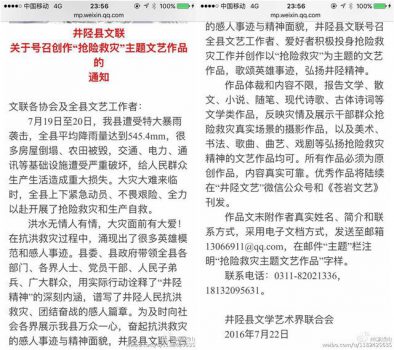 中国移动 4G 23:56 70%
mp.weixin.qq.com
井陉县文联
关于号召创作“抢险救灾”主题文艺作品
的
通知
文联各协会及全县文艺工作者：
7月19日至20日，我县遭受特大暴雨
袭击，全县平均降雨量达到545.4mm，很
多房屋倒塌、农田被毁，交通、电力、通
讯等基础设施遭受严重破坏，给人民群众
生产生活造成重大损失。大灾大难来临
时，全县上下紧急动员、不畏艰险、全力
以赴开展了抢险救灾和生产自救。
洪水无情人有情，大灾面前有大爱！
在抗洪救灾过程中，涌现出了很多英雄模
范和感人事迹。县委、县政府带领全县各
部门、各界人士、党员干部、人民子弟
兵、广大群众，用实际行动诠释了“井陉
精神”的深刻内涵，谱写了井陉人民抗洪
救灾、团结奋战的感人篇章。为及时向社
会各界展示我县万众一心，奋起抗洪救灾
的感人事迹与精神面貌，井陉县文联号召
中国移动 23:56
mp.weixin.qq.com
的感人事迹与精神面貌，井陉县文联号召
全县文艺工作者、爱好者积极投身抢险救
灾工作并创作以“抢险救灾”为主题的文艺
作品，歌颂英雄事迹，弘扬井陉精神。
作品体裁和内容不限，报告文学、散
文、小说、随笔、现代诗歌、古体诗词等
文学类作品，反映灾情及展示干部群众抢
险救灾真实场景的摄影作品，以及美术、
书法、歌曲、曲艺、戏剧等弘扬抢险救灾
精神的文艺作品均可。所有作品必须为原
创作品，内容真实可靠。优秀作品将陆续
在“井陉文艺”微信公众号和《苍岩文艺》
刊发。
作品文末附作者真实姓名、简介和联
系方式，采用电子文档方式，发送至邮箱
13066911@qq.com，在邮件“主题”栏注
明“抢险救灾主题文艺作品”字样。
联系电话：0311-82021336，
18132095631。
井陉县文学艺术界联合会
2016年7月22日